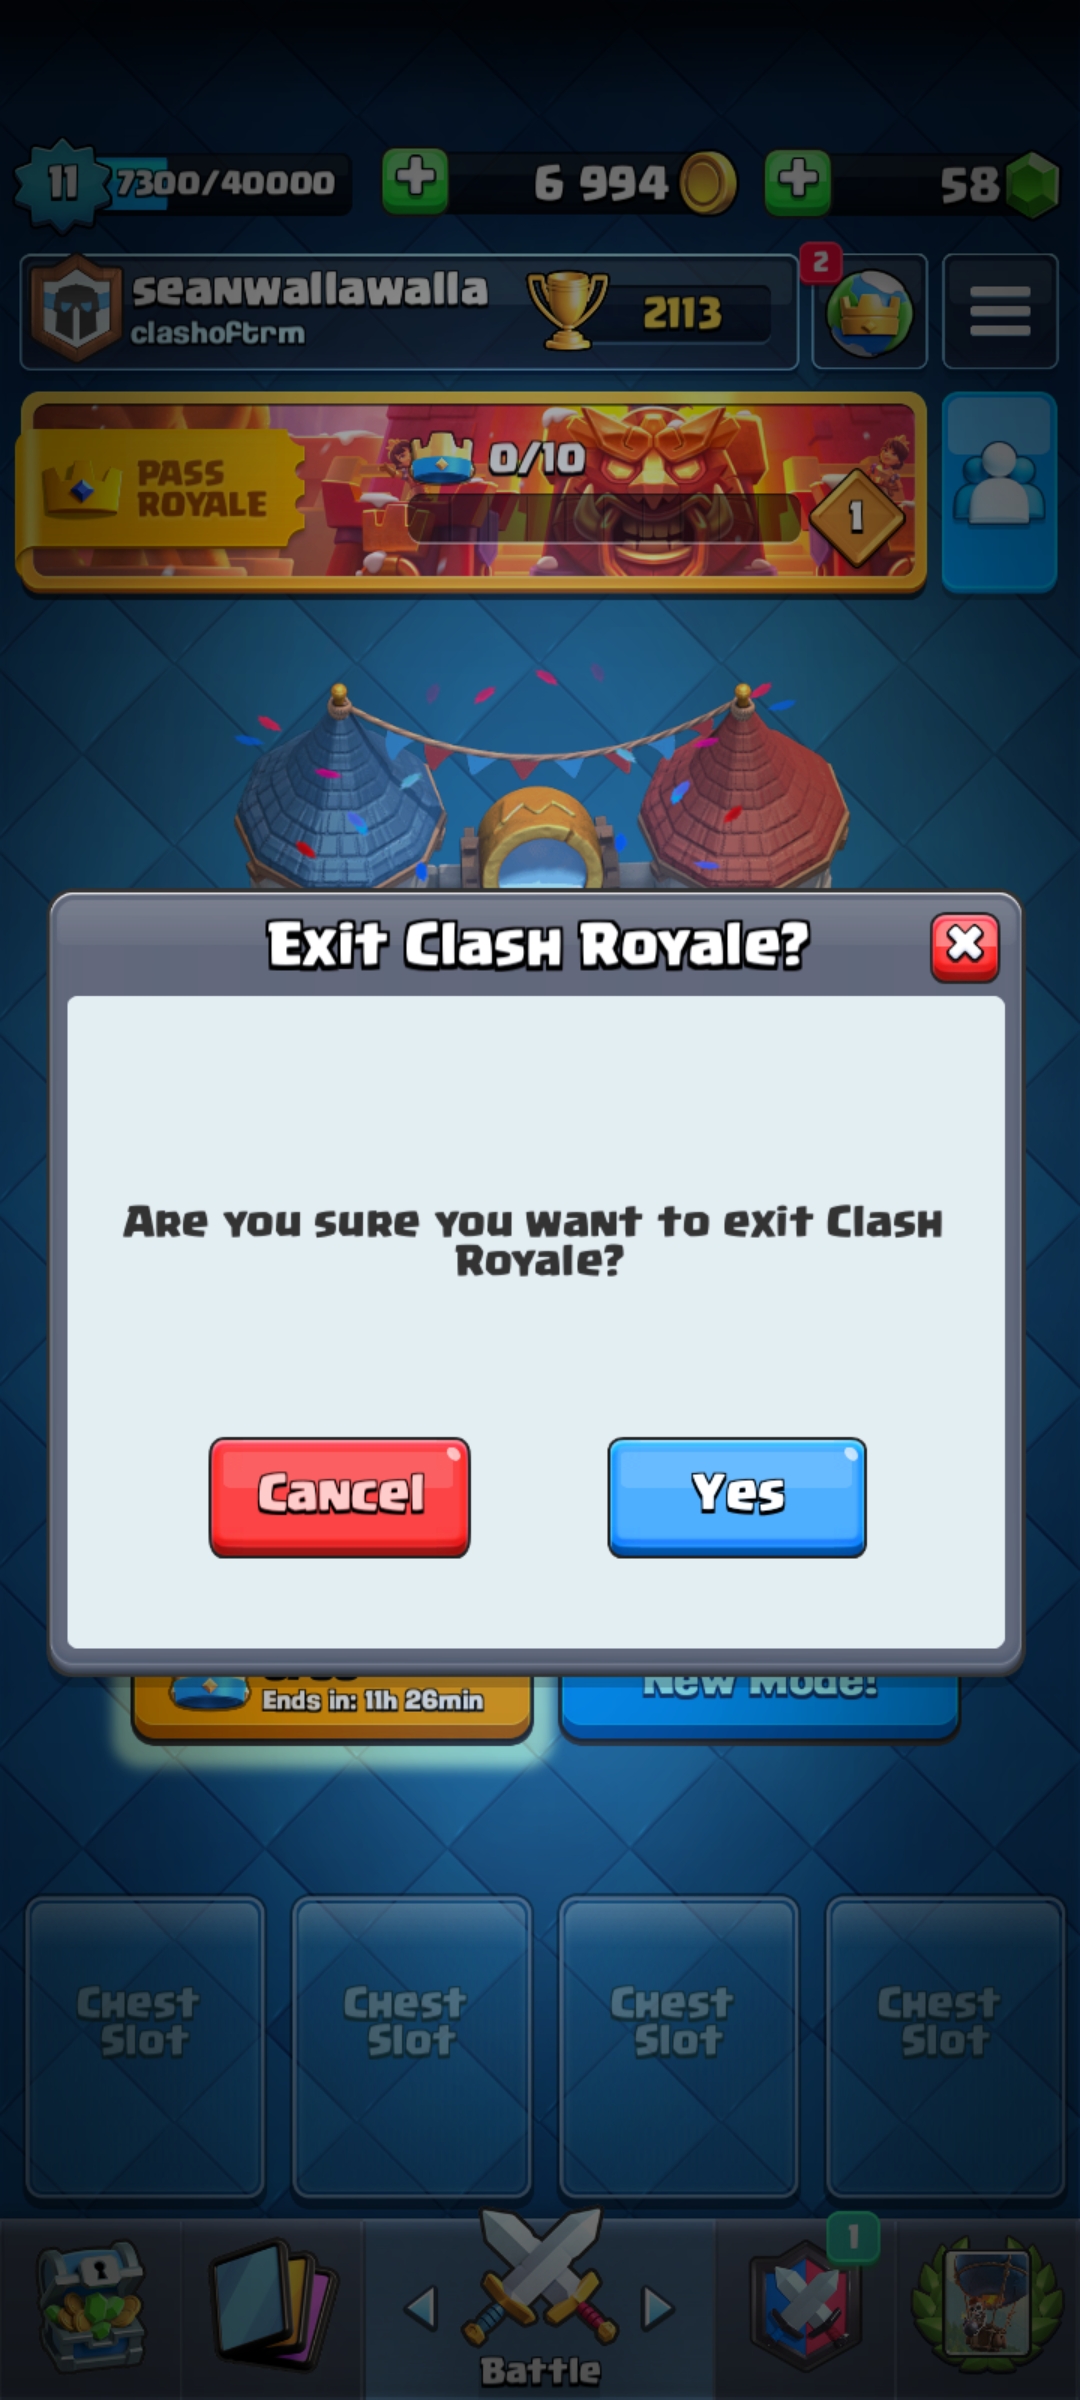 11 7300/40000 6 994 58
seanwallawalla 2113 2
clashoftrm
PASS ROYALE 0/10 1
Exit Clash Royale?
Are you sure you want to exit Clash
Royale?
Cancel Yes
Ends in: 11h 26min
New Mode!
Chest Slot Chest Slot Chest Slot Chest Slot
1
Battle